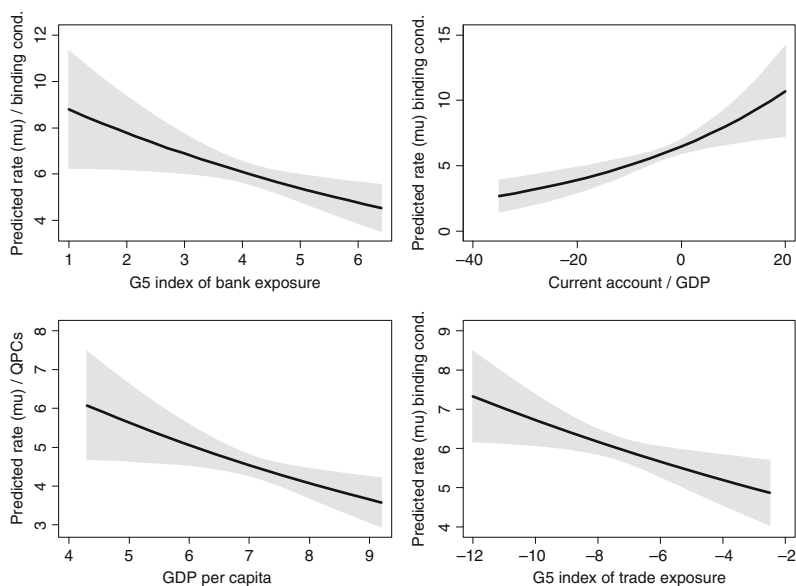 Predicted rate (mu) / binding cond.
12
10
8
6
4
1 2 3 4 5 6
G5 index of bank exposure
Predicted rate (mu) binding cond.
15
10
5
0
−40 −20 0 20
Current account / GDP
Predicted rate (mu) / QPCs
8
7
6
5
4
3
4 5 6 7 8 9
GDP per capita
Predicted rate (mu) binding cond.
9
8
7
6
5
4
−12 −10 −8 −6 −4 −2
G5 index of trade exposure